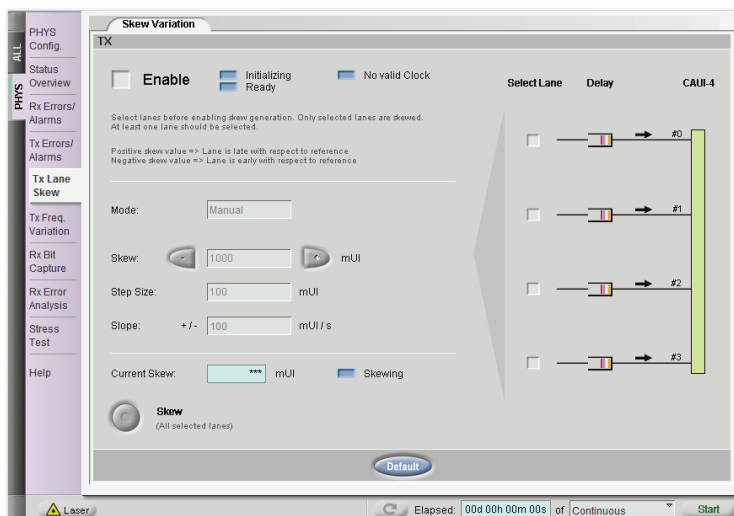 ALL
PHYS
PHYS
Config.
Status
Overview
Rx Errors/
Alarms
Tx Errors/
Alarms
Tx Lane
Skew
Tx Freq.
Variation
Rx Bit
Capture
Rx Error
Analysis
Stress
Test
Help
Skew Variation
TX
Enable
Initializing
Ready
No valid Clock
Select lanes before enabling skew generation. Only selected lanes are skewed.
At least one lane should be selected.
Positive skew value => Lane is late with respect to reference
Negative skew value => Lane is early with respect to reference
Mode: Manual
Skew: - 1000 + mUI
Step Size: 100 mUI
Slope: +/- 100 mUI/s
Current Skew: *** mUI Skewing
Skew
(All selected lanes)
Select Lane Delay CAUI-4
#0
#1
#2
#3
Default
Laser Elapsed: 00d 00h 00m 00s of Continuous Start